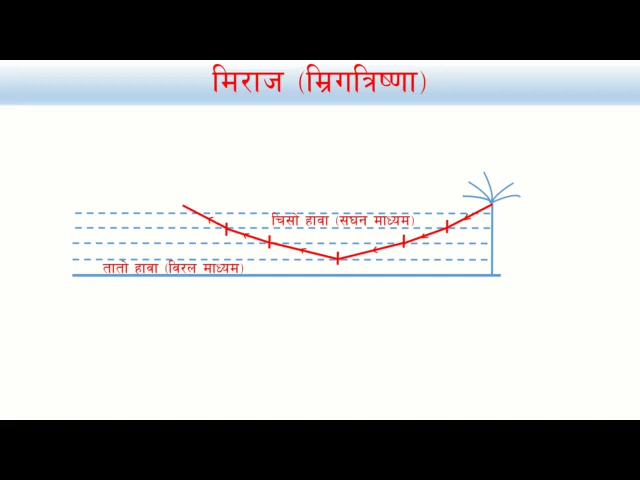 मिराज (म्रिगत्रिष्णा)
चिसो हावा (सघन माध्यम)
तातो हावा (विरल माध्यम)